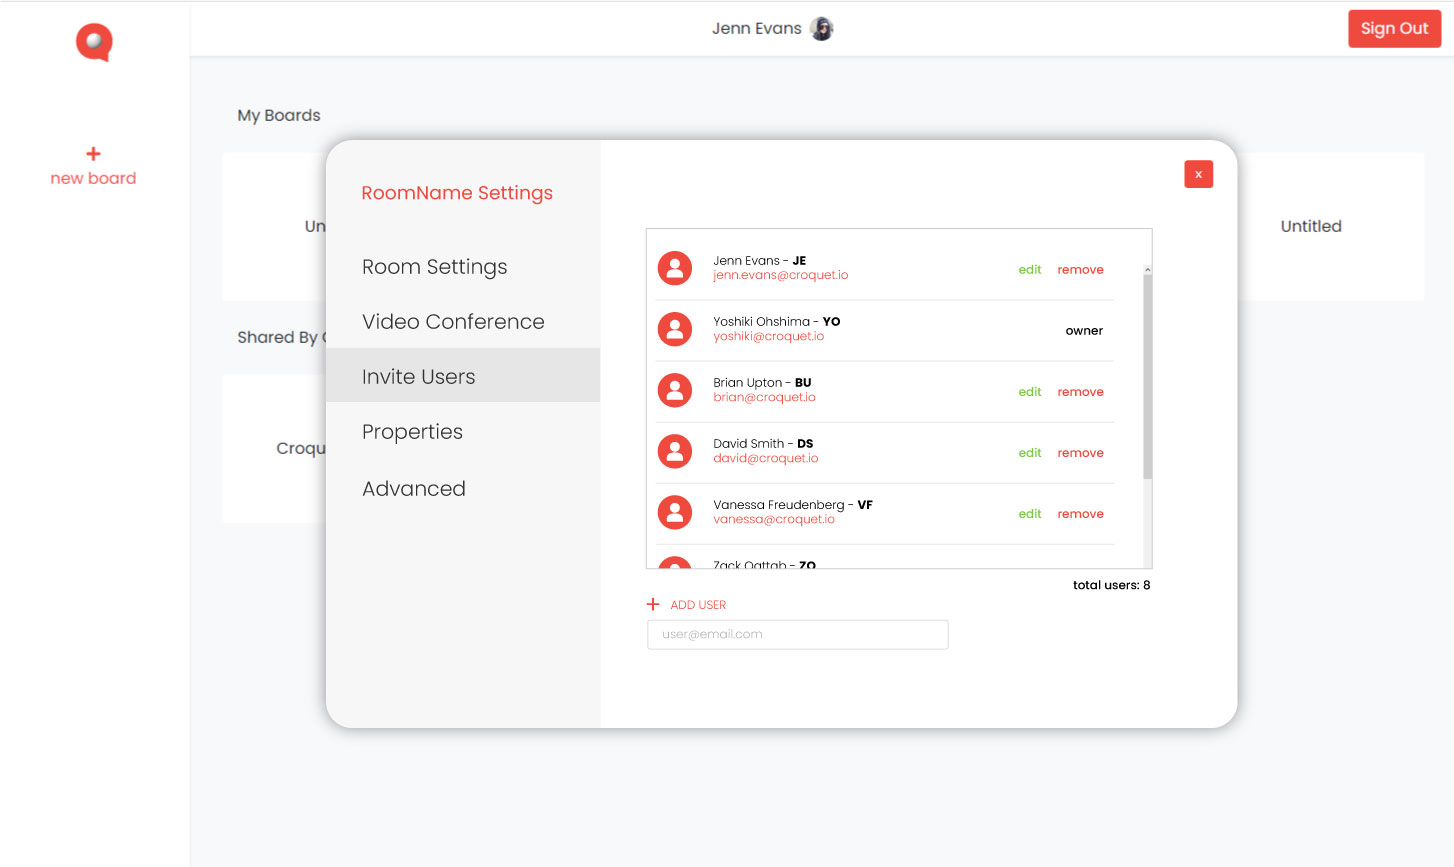 Jenn Evans
Sign Out
new board
My Boards
Un
Untitled
Shared By
Croqu
RoomName Settings
Room Settings
Video Conference
Invite Users
Properties
Advanced
x
Jenn Evans - JE
jenn.evans@croquet.io
edit remove
Yoshiki Ohshima - YO
yoshiki@croquet.io
owner
Brian Upton - BU
brian@croquet.io
edit remove
David Smith - DS
david@croquet.io
edit remove
Vanessa Freudenberg - VF
vanessa@croquet.io
edit remove
Zack Qattab - ZQ
total users: 8
+ ADD USER
user@email.com